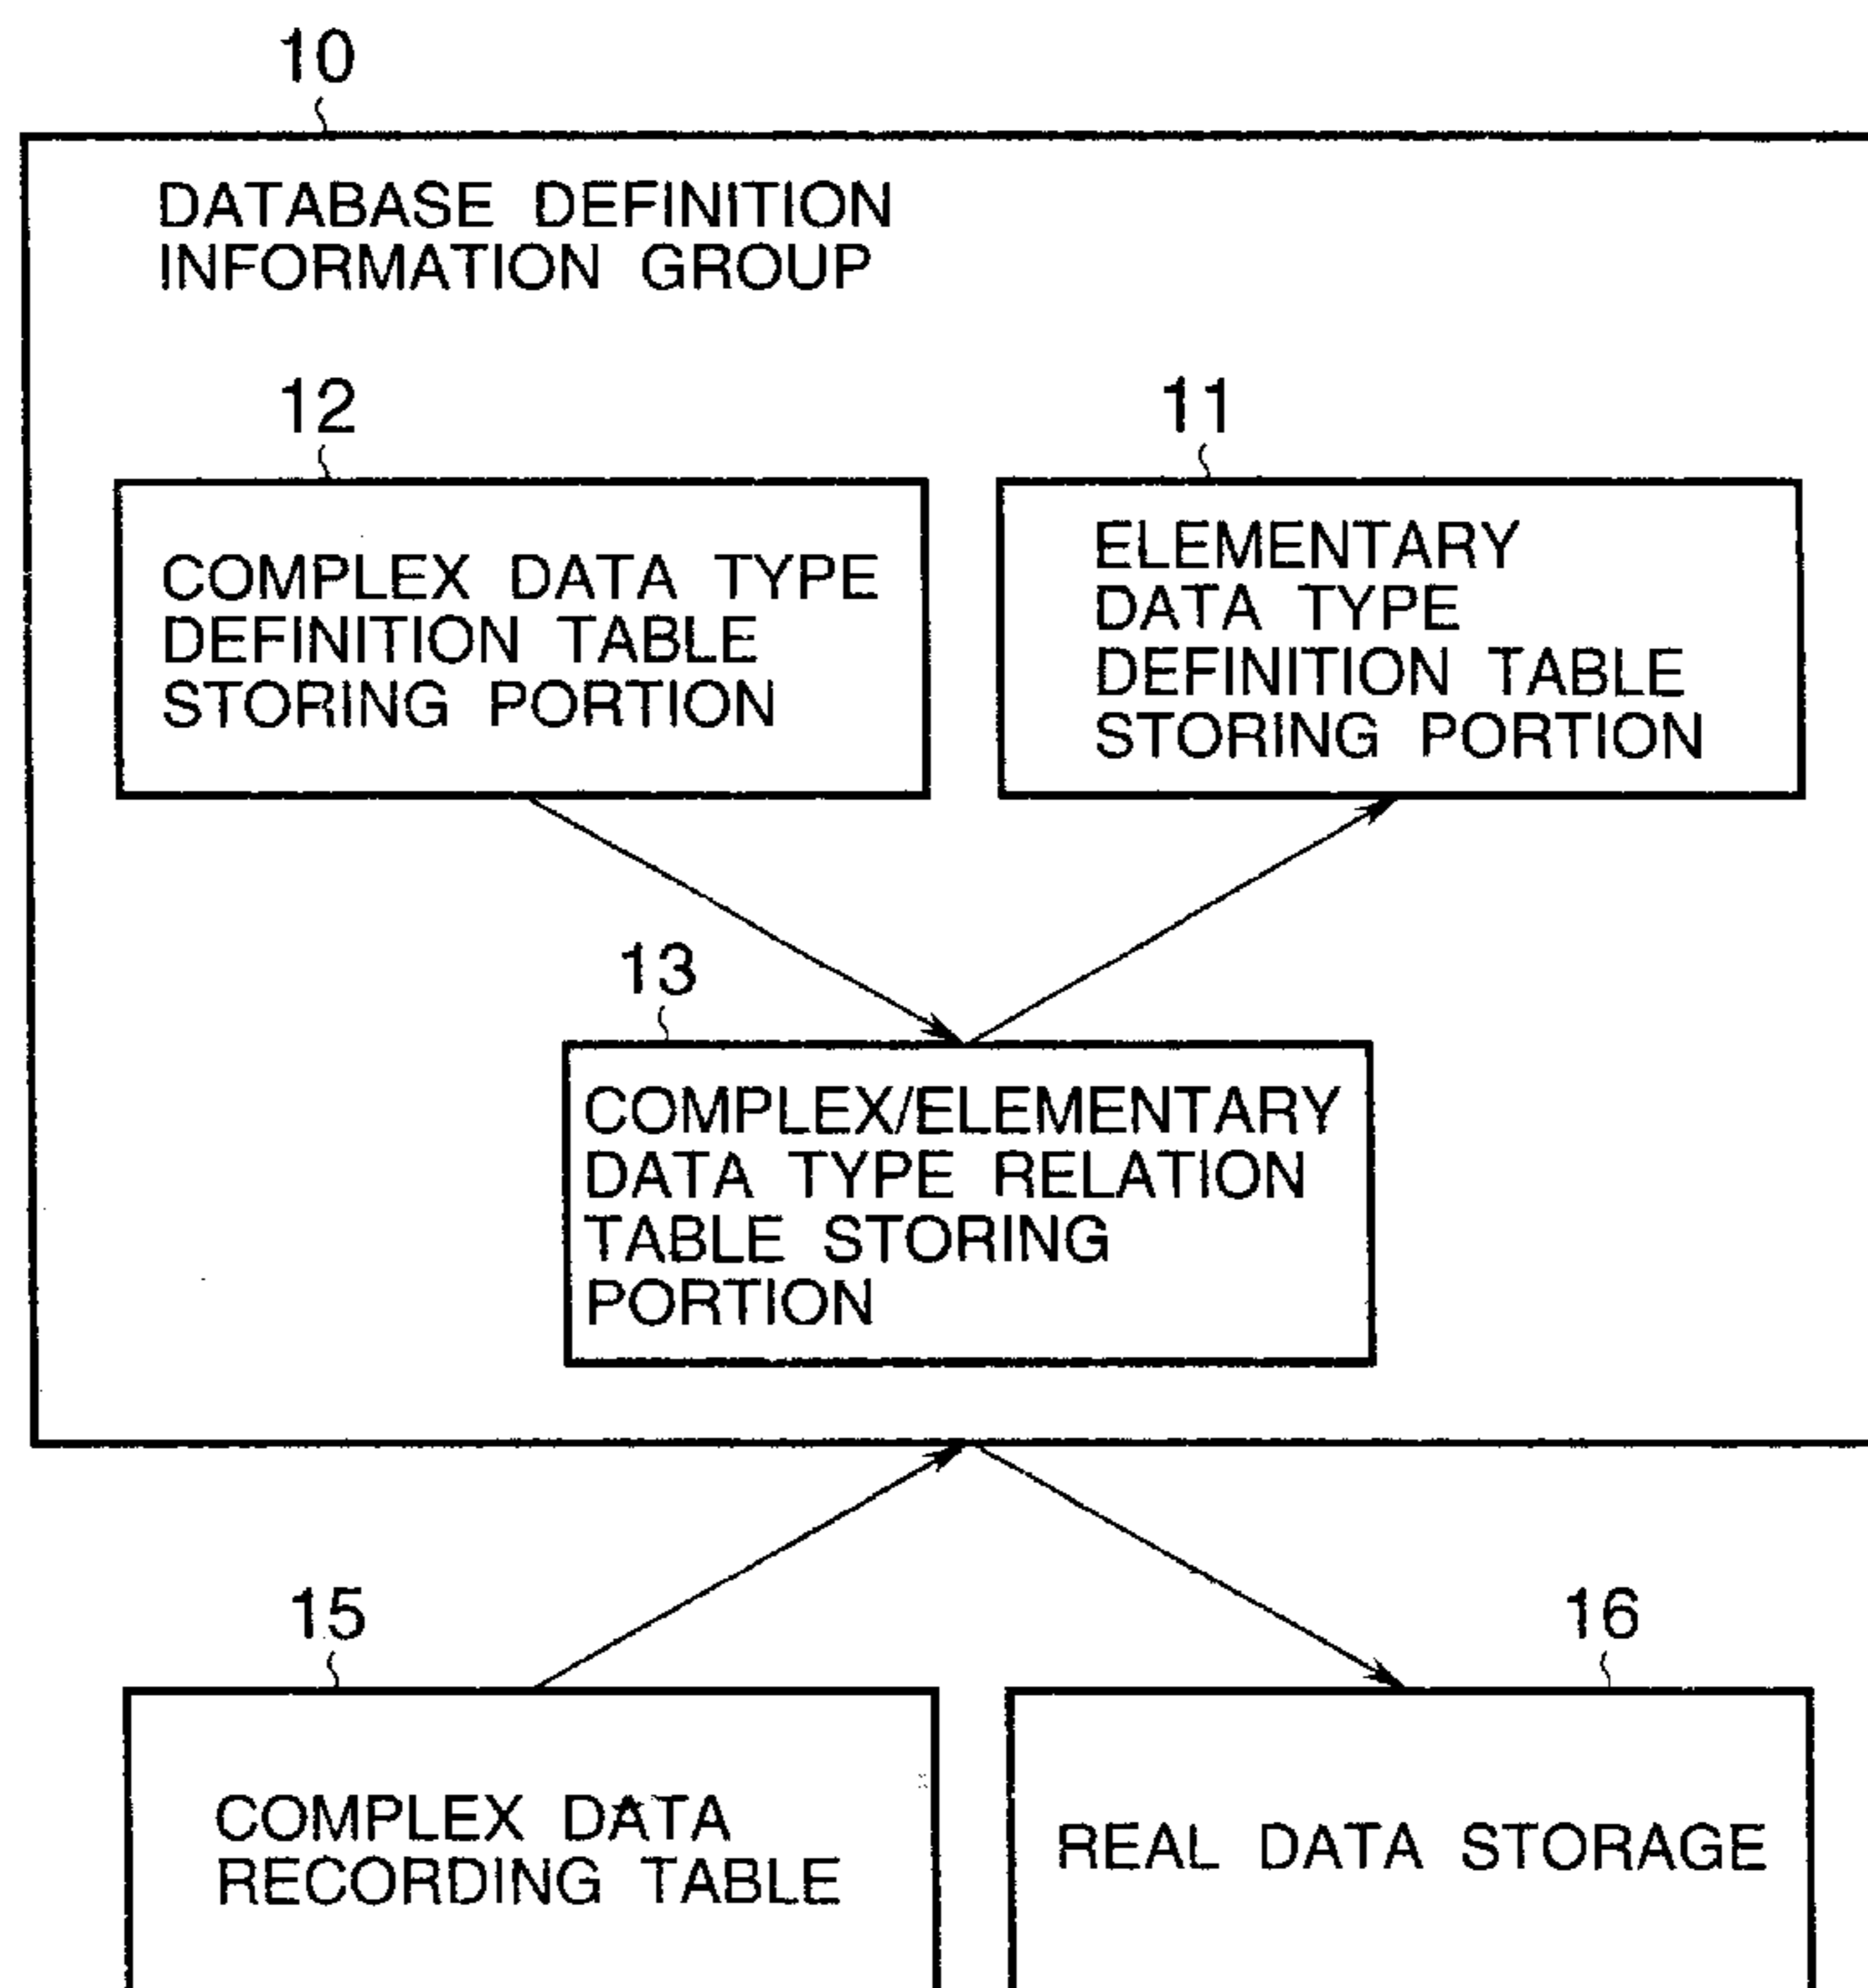 10
DATABASE DEFINITION
INFORMATION GROUP
12
COMPLEX DATA TYPE
DEFINITION TABLE
STORING PORTION
11
ELEMENTARY
DATA TYPE
DEFINITION TABLE
STORING PORTION
13
COMPLEX/ELEMENTARY
DATA TYPE RELATION
TABLE STORING
PORTION
15
COMPLEX DATA
RECORDING TABLE
16
REAL DATA STORAGE